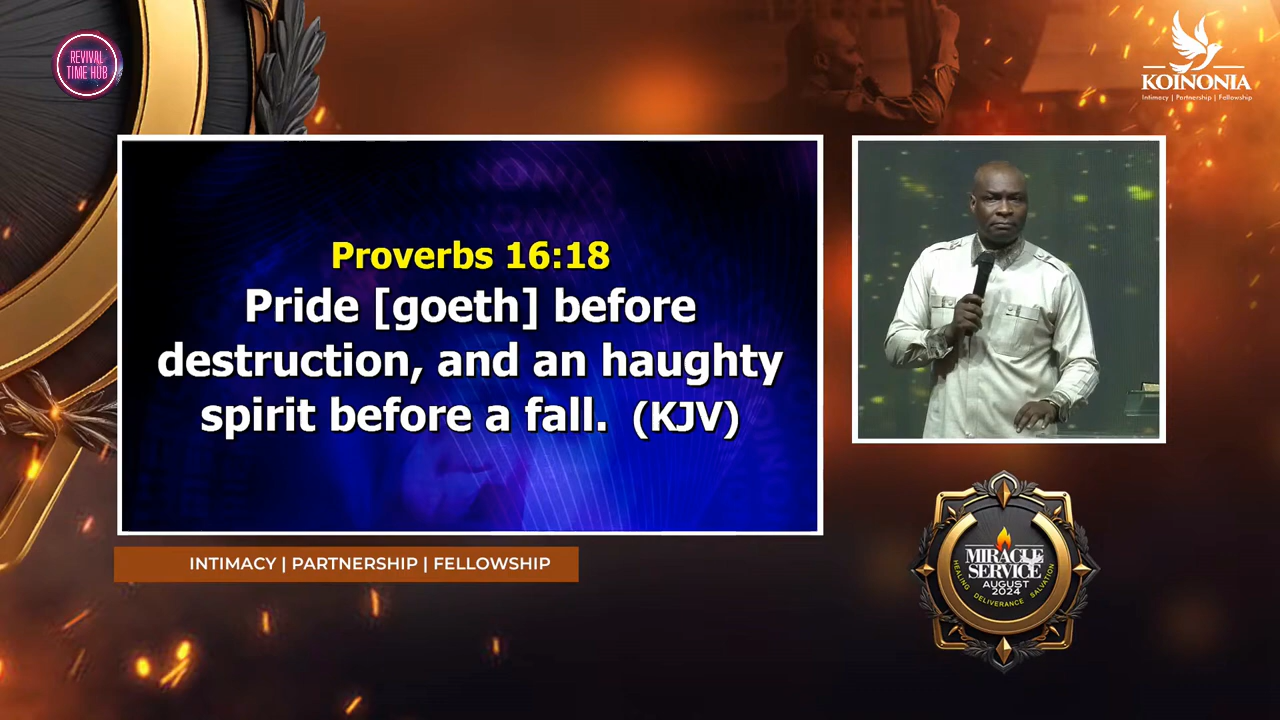 REVIVAL
TIME HUB
KOINONIA
Intimacy | Partnership | Fellowship
Proverbs 16:18
Pride [goeth] before
destruction, and an haughty
spirit before a fall. (KJV)
INTIMACY | PARTNERSHIP | FELLOWSHIP
MIRACLE
SERVICE
AUGUST
2024
HEALING DELIVERANCE SALVATION